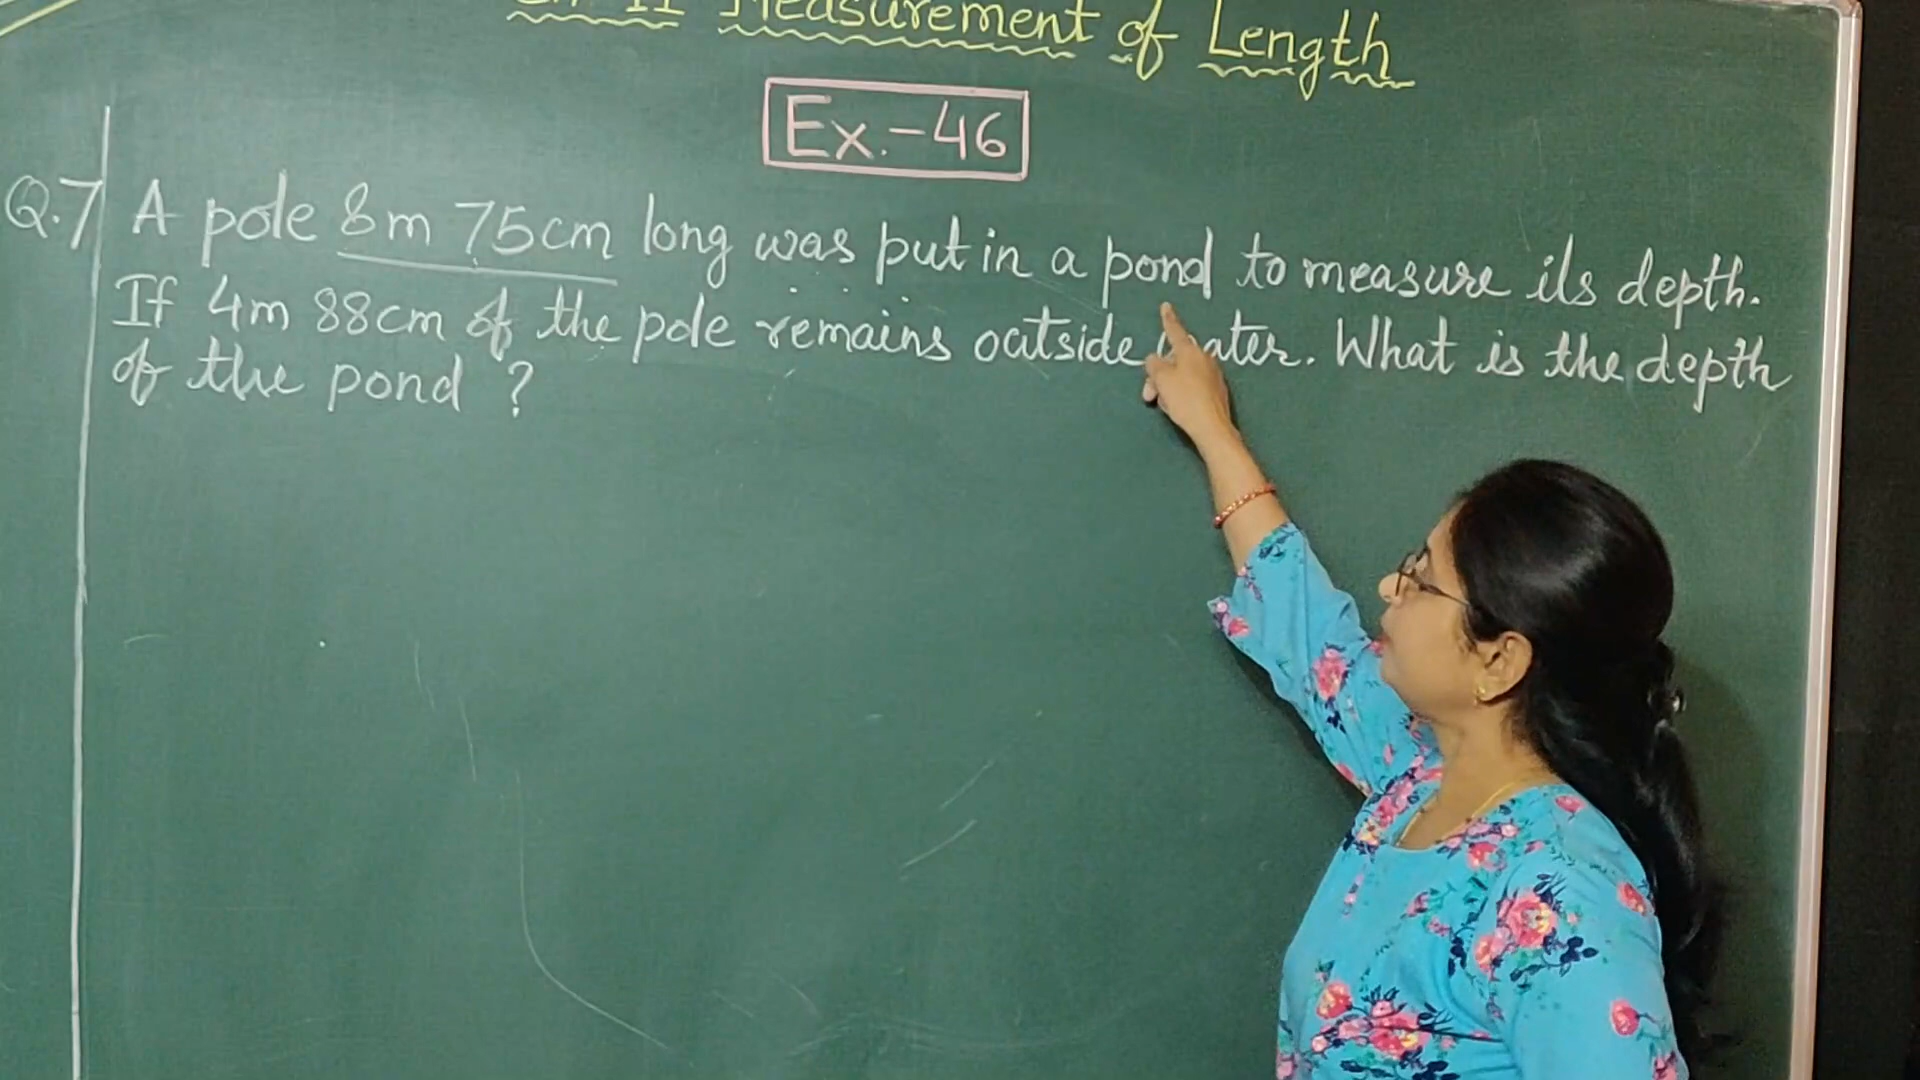 Measurement of Length
Ex.-46
Q.7 A pole 8m 75cm long was put in a pond to measure its depth.
If 4m 88cm of the pole remains outside water. What is the depth
of the pond ?